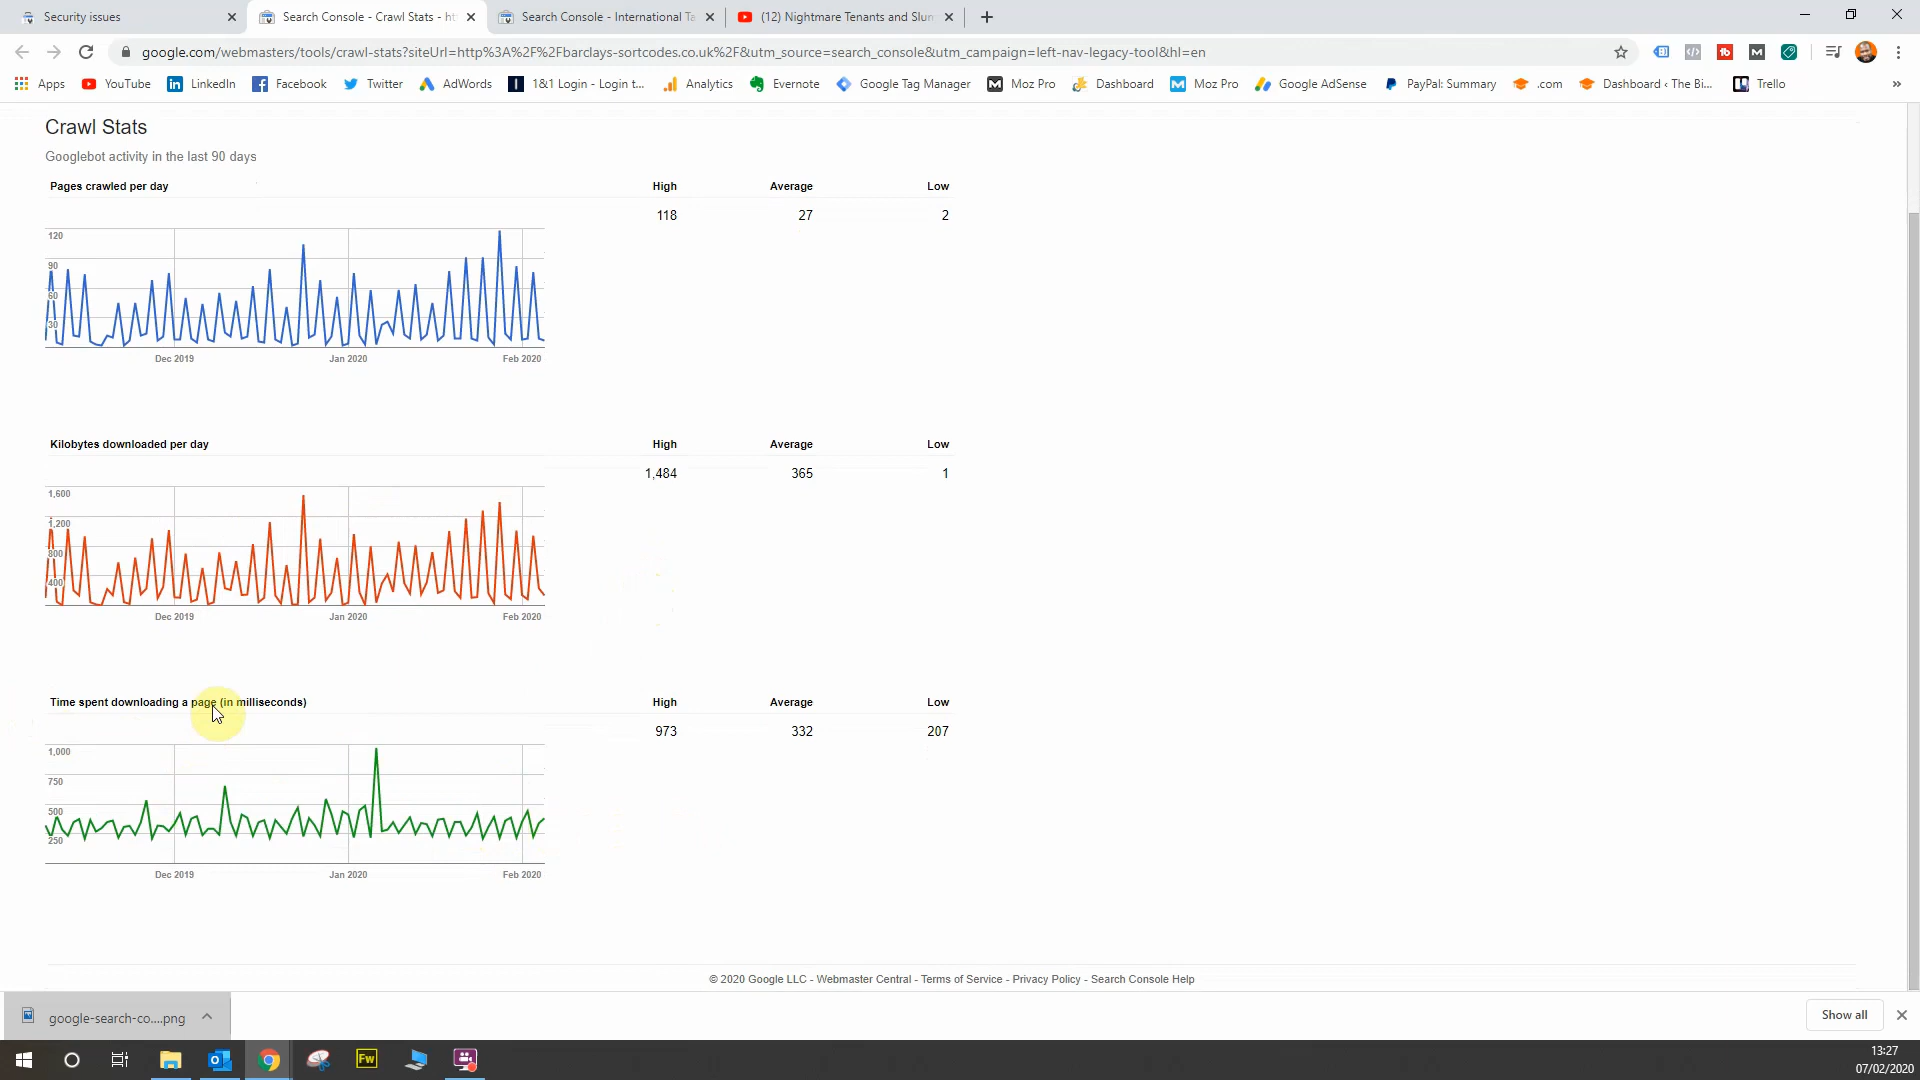 Security issues
Search Console - Crawl Stats - ht
Search Console - International Ta
(12) Nightmare Tenants and Slum
google.com/webmasters/tools/crawl-stats?siteUrl=http%3A%2F%2Fbarclays-sortcodes.co.uk%2F&utm_source=search_console&utm_campaign=left-nav-legacy-tool&hl=en
Apps YouTube LinkedIn Facebook Twitter AdWords 1&1 Login - Login t... Analytics Evernote Google Tag Manager Moz Pro Dashboard Moz Pro Google AdSense PayPal: Summary .com Dashboard ‹ The Bi... Trello »
Crawl Stats
Googlebot activity in the last 90 days
Pages crawled per day High Average Low
118 27 2
120
90
60
30
Dec 2019 Jan 2020 Feb 2020
Kilobytes downloaded per day High Average Low
1,484 365 1
1,600
1,200
800
400
Dec 2019 Jan 2020 Feb 2020
Time spent downloading a page (in milliseconds) High Average Low
973 332 207
1,000
750
500
250
Dec 2019 Jan 2020 Feb 2020
© 2020 Google LLC - Webmaster Central - Terms of Service - Privacy Policy - Search Console Help
google-search-co....png
Show all
Fw
13:27
07/02/2020